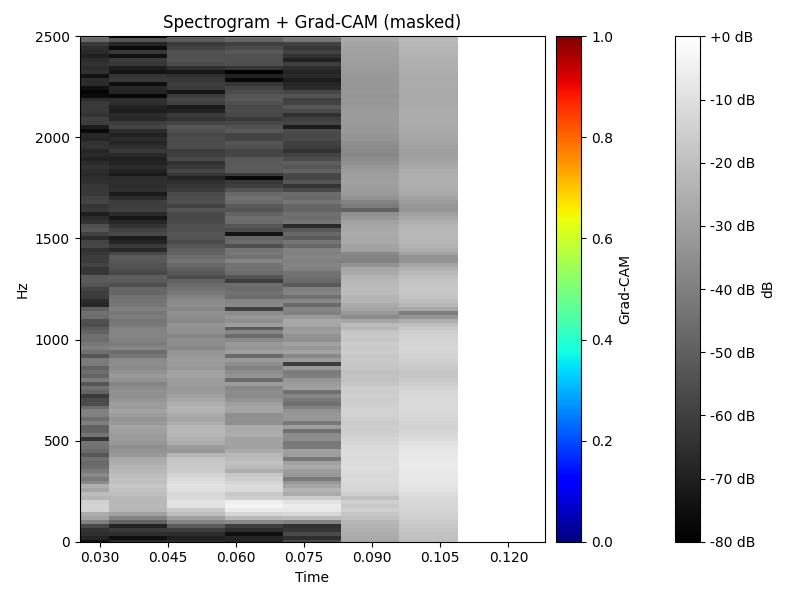 Spectrogram + Grad-CAM (masked)
2500
2000
1500
1000
500
0
Hz
0.030 0.045 0.060 0.075 0.090 0.105 0.120
Time
1.0
0.8
0.6
0.4
0.2
0.0
Grad-CAM
+0 dB
-10 dB
-20 dB
-30 dB
-40 dB
-50 dB
-60 dB
-70 dB
-80 dB
dB